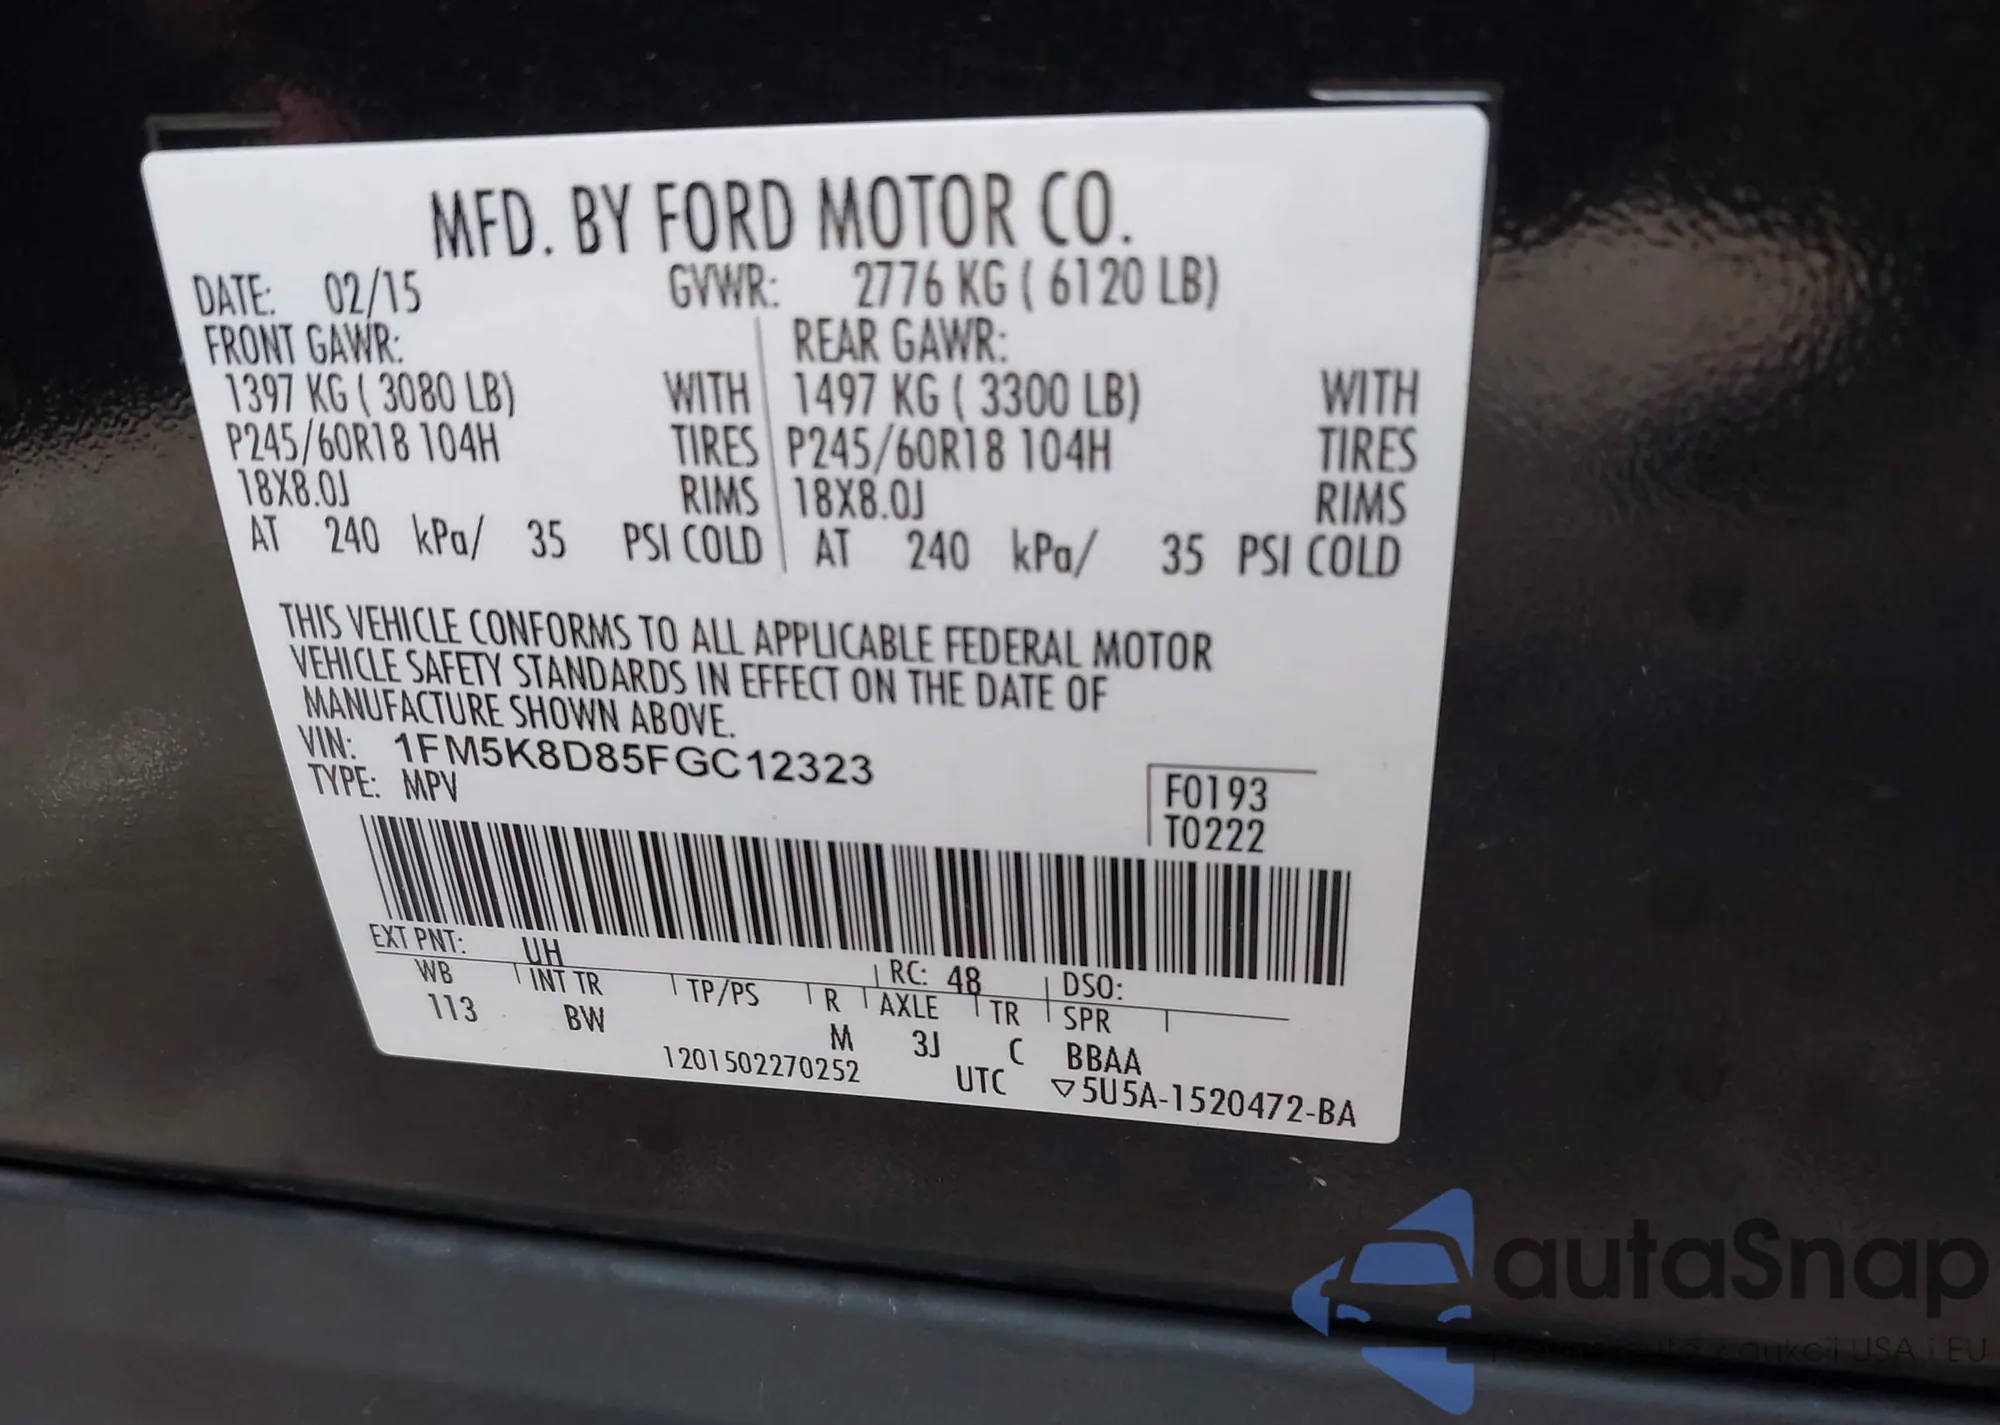 MFD. BY FORD MOTOR CO.
DATE: 02/15 GVWR: 2776 KG ( 6120 LB)
FRONT GAWR: REAR GAWR:
1397 KG ( 3080 LB) WITH 1497 KG ( 3300 LB) WITH
P245/60R18 104H TIRES P245/60R18 104H TIRES
18X8.0J RIMS 18X8.0J RIMS
AT 240 kPa/ 35 PSI COLD AT 240 kPa/ 35 PSI COLD
THIS VEHICLE CONFORMS TO ALL APPLICABLE FEDERAL MOTOR
VEHICLE SAFETY STANDARDS IN EFFECT ON THE DATE OF
MANUFACTURE SHOWN ABOVE.
VIN: 1FM5K8D85FGC12323
TYPE: MPV
F0193
T0222
EXT PNT: UH RC: 48 DSO:
WB INT TR TP/PS R AXLE TR SPR
113 BW M 3J C BBAA
1201502270252 UTC ▽5U5A-1520472-BA
autaSnap
USA i EU